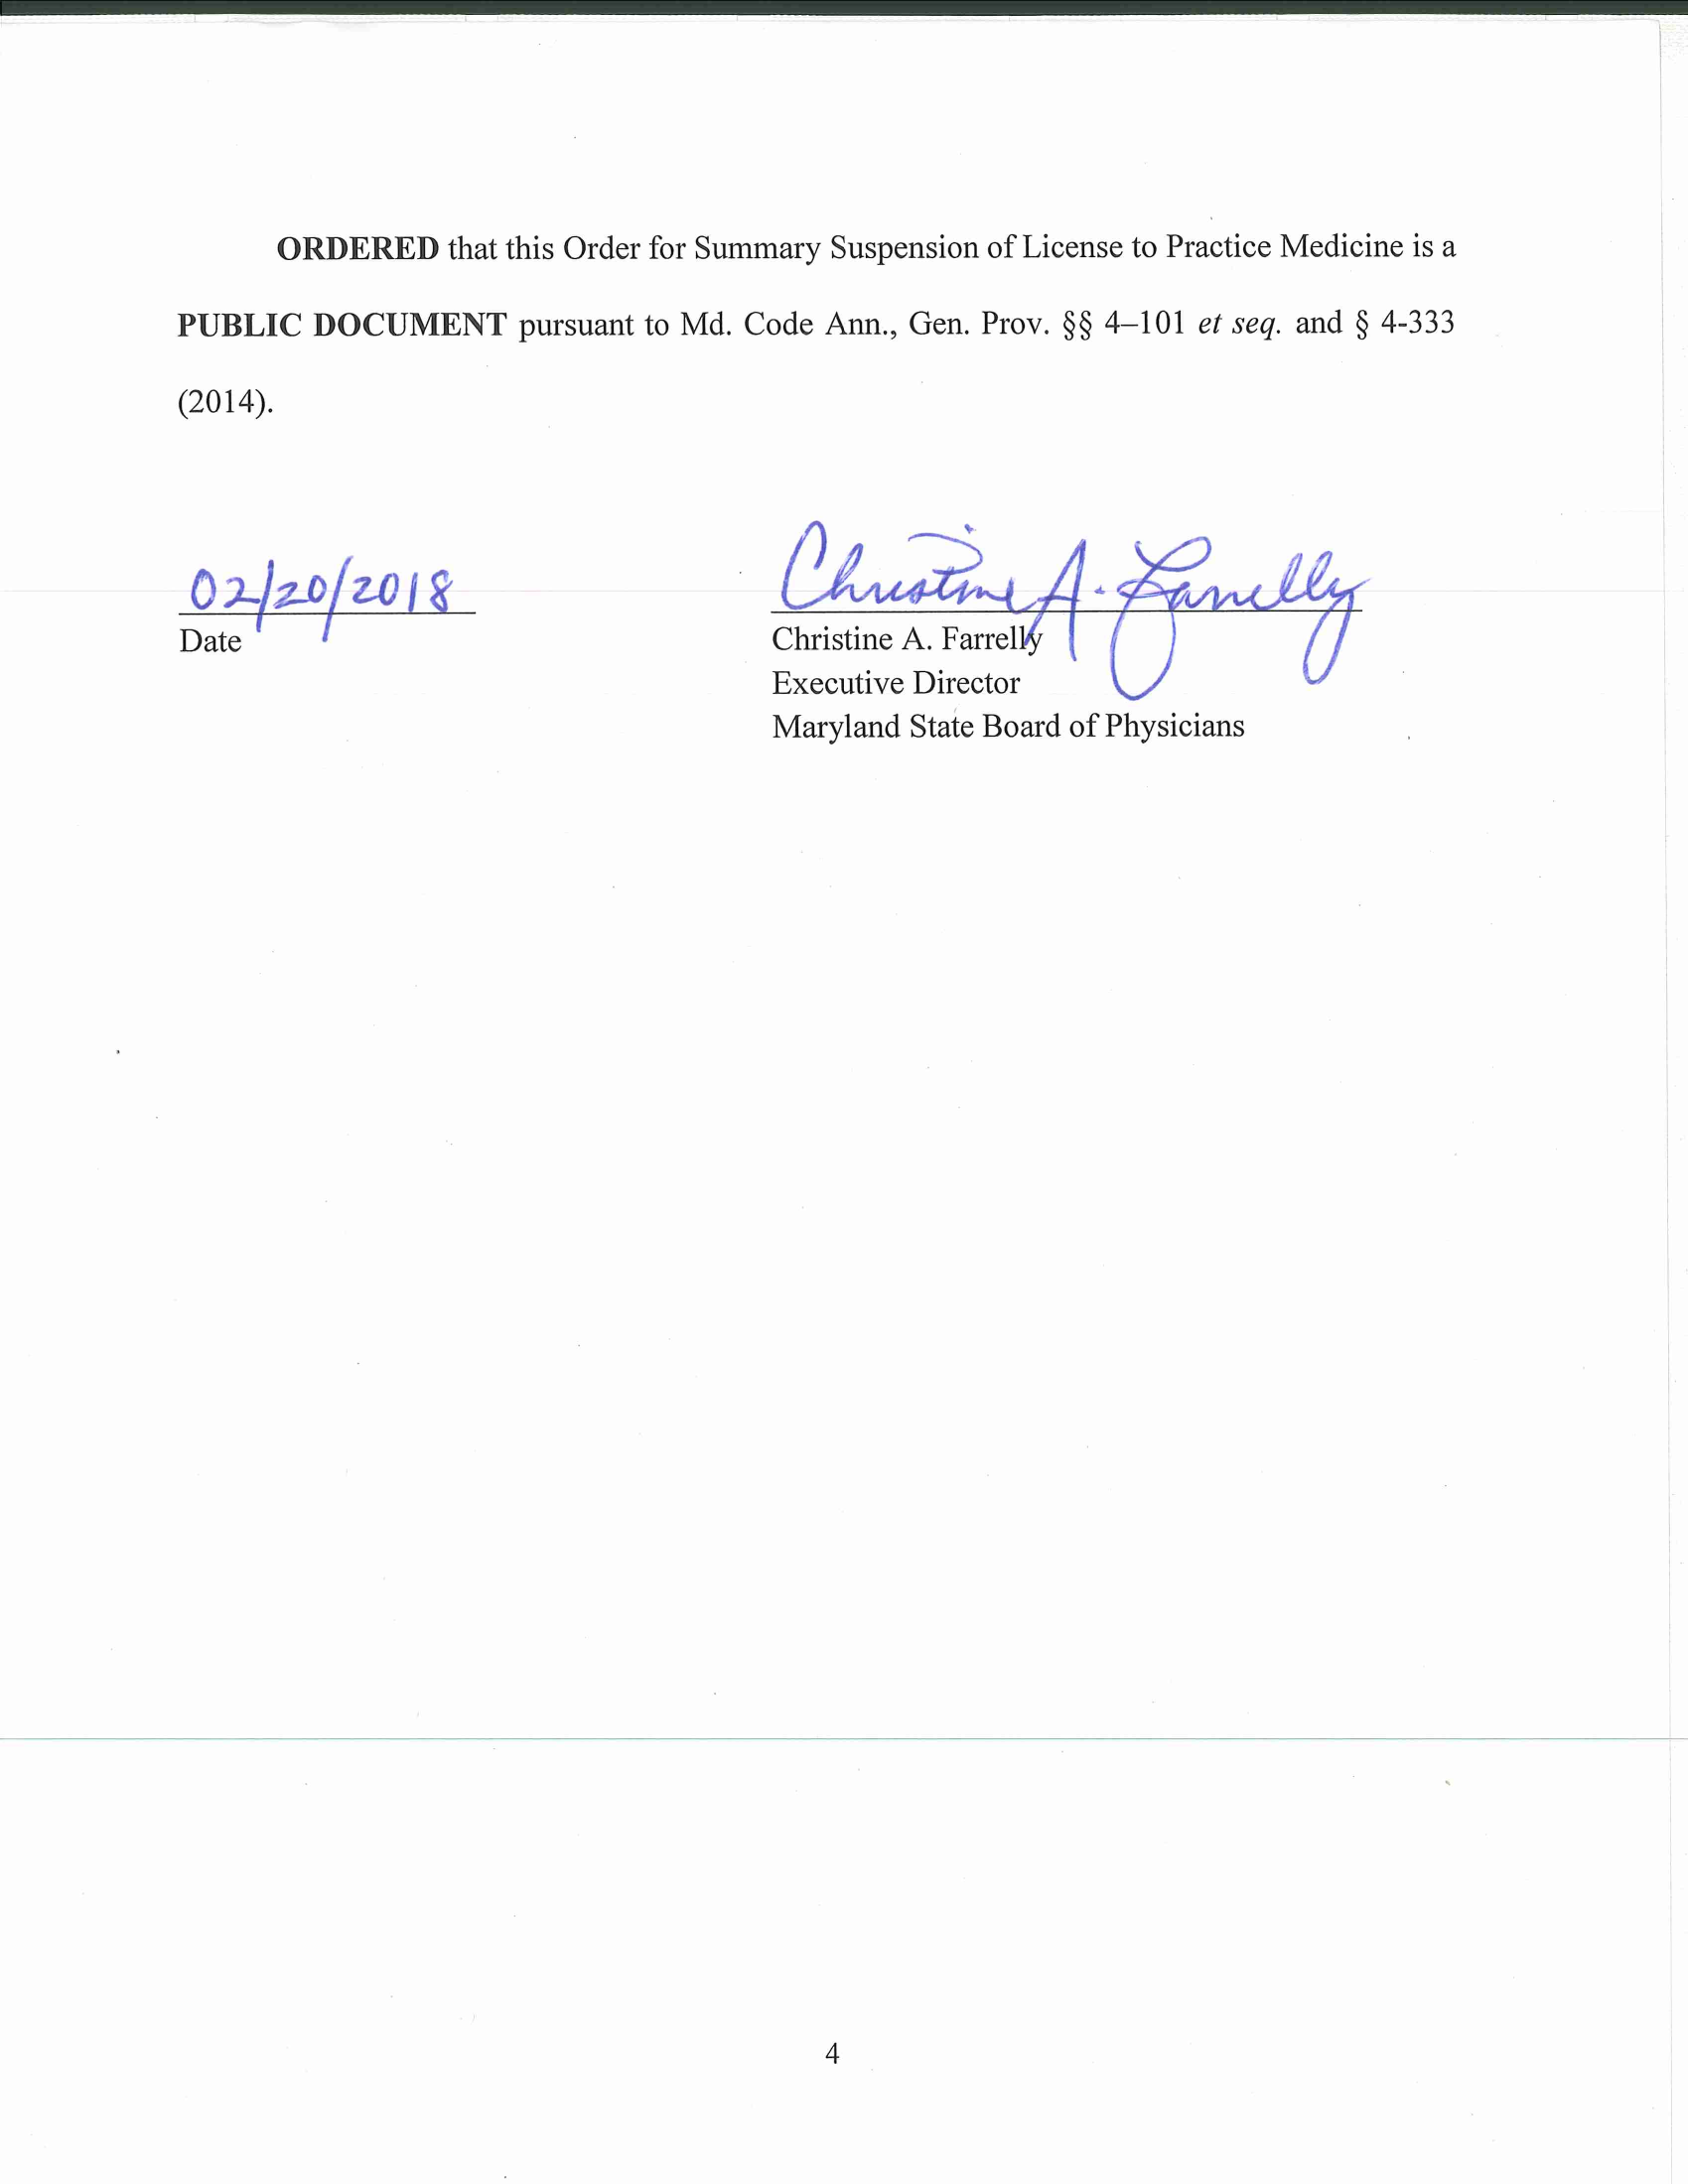 ORDERED that this Order for Summary Suspension of License to Practice Medicine is a
PUBLIC DOCUMENT pursuant to Md. Code Ann., Gen. Prov. §§ 4–101 et seq. and § 4-333
(2014).
02/20/2018
Date
Christine A. Farrelly
Christine A. Farrelly
Executive Director
Maryland State Board of Physicians
4